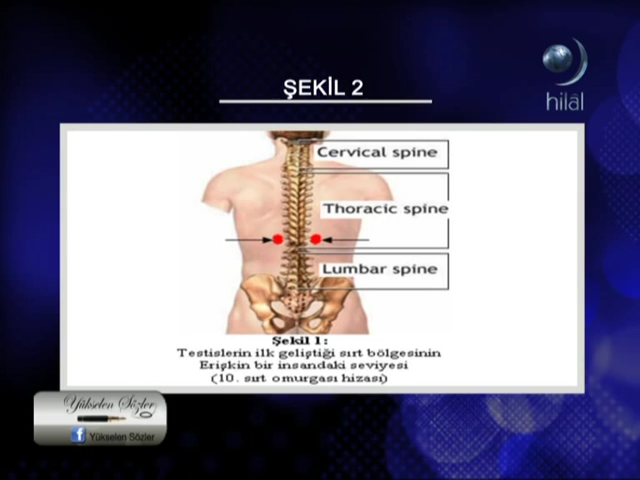 ŞEKİL 2
hilâl
Cervical spine
Thoracic spine
Lumbar spine
Şekil 1:
Testislerin ilk geliştiği sırt bölgesinin
Erişkin bir insandaki seviyesi
(10. sırt omurgası hizası)
Yükselen Sözler
f Yükselen Sözler